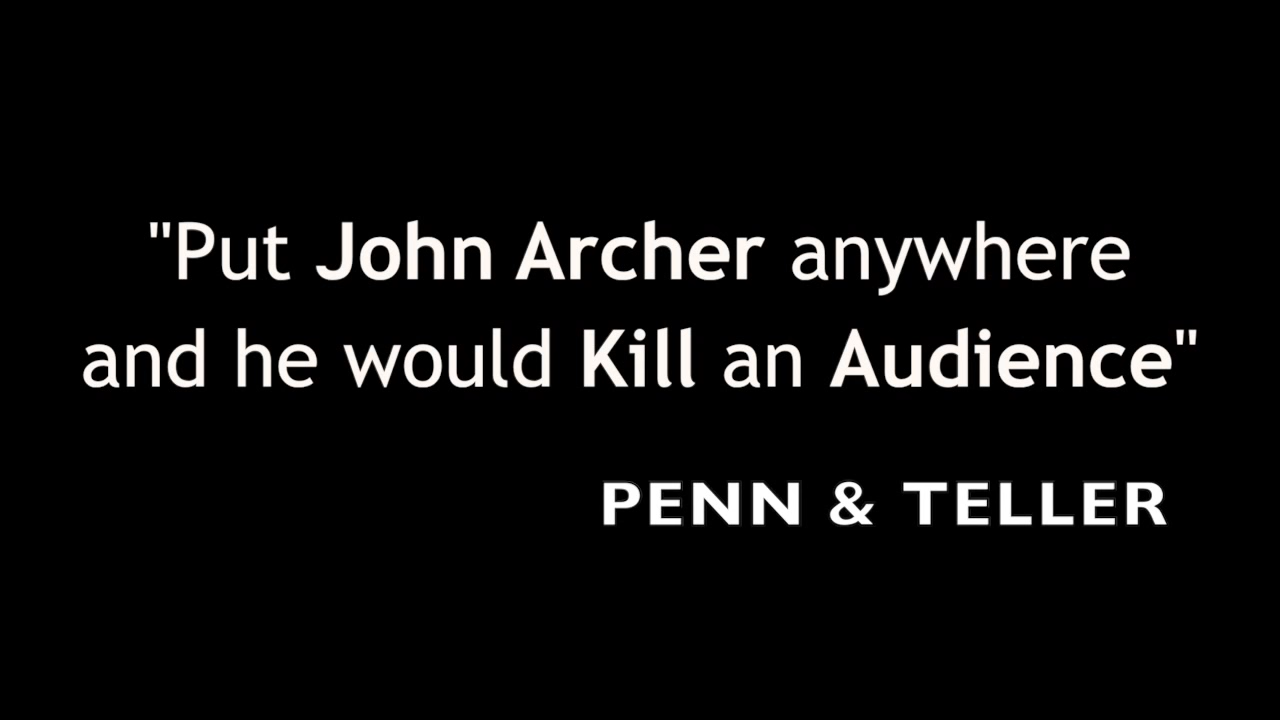 "Put John Archer anywhere
and he would Kill an Audience"
PENN & TELLER